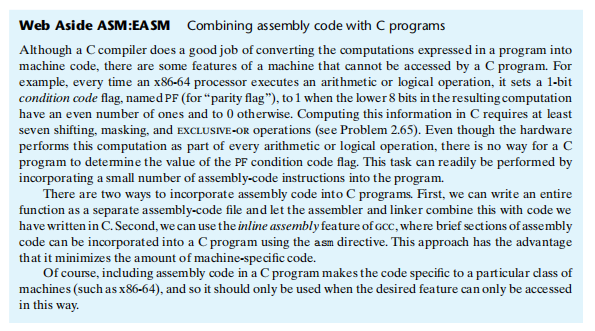 Web Aside ASM:EASM Combining assembly code with C programs
Although a C compiler does a good job of converting the computations expressed in a program into
machine code, there are some features of a machine that cannot be accessed by a C program. For
example, every time an x86-64 processor executes an arithmetic or logical operation, it sets a 1-bit
condition code flag, named PF (for “parity flag”), to 1 when the lower 8 bits in the resulting computation
have an even number of ones and to 0 otherwise. Computing this information in C requires at least
seven shifting, masking, and EXCLUSIVE-OR operations (see Problem 2.65). Even though the hardware
performs this computation as part of every arithmetic or logical operation, there is no way for a C
program to determine the value of the PF condition code flag. This task can readily be performed by
incorporating a small number of assembly-code instructions into the program.
There are two ways to incorporate assembly code into C programs. First, we can write an entire
function as a separate assembly-code file and let the assembler and linker combine this with code we
have written in C. Second, we can use the inline assembly feature of GCC, where brief sections of assembly
code can be incorporated into a C program using the asm directive. This approach has the advantage
that it minimizes the amount of machine-specific code.
Of course, including assembly code in a C program makes the code specific to a particular class of
machines (such as x86-64), and so it should only be used when the desired feature can only be accessed
in this way.